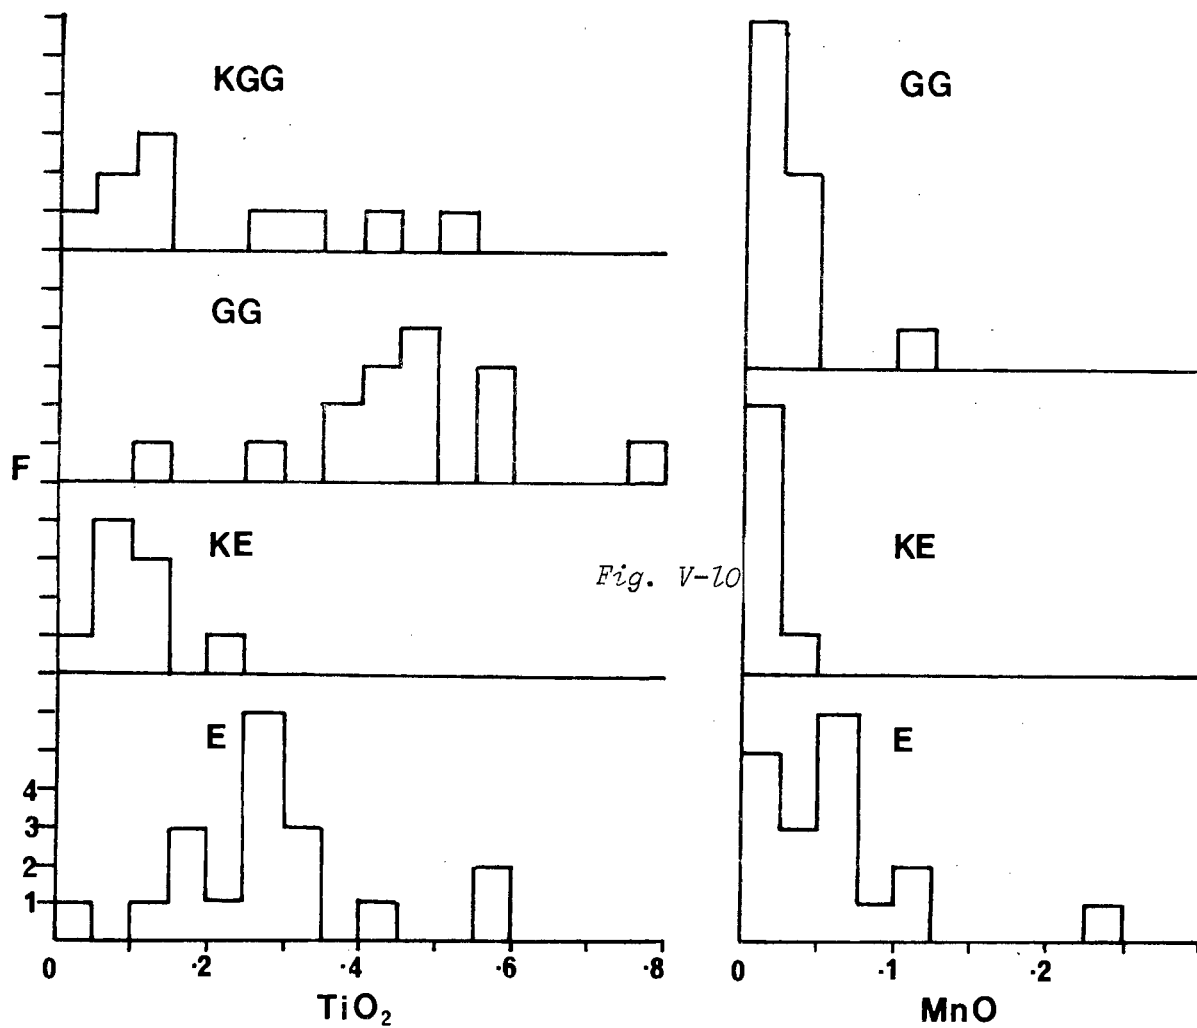 KGG
GG
F
KE
E
4
3
2
1
0 ·2 ·4 ·6 ·8
TiO₂
Fig. V-10
GG
KE
E
0 ·1 ·2
MnO